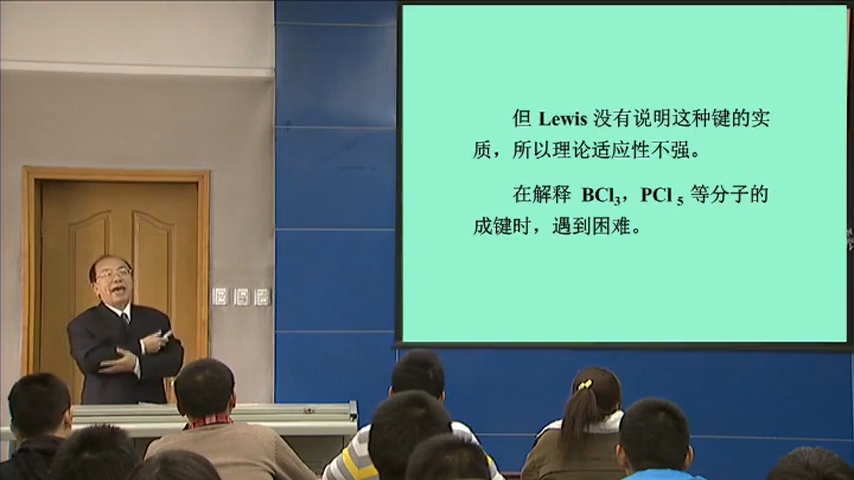 但 Lewis 没有说明这种键的实
质，所以理论适应性不强。
在解释 BCl₃，PCl ₅ 等分子的
成键时，遇到困难。